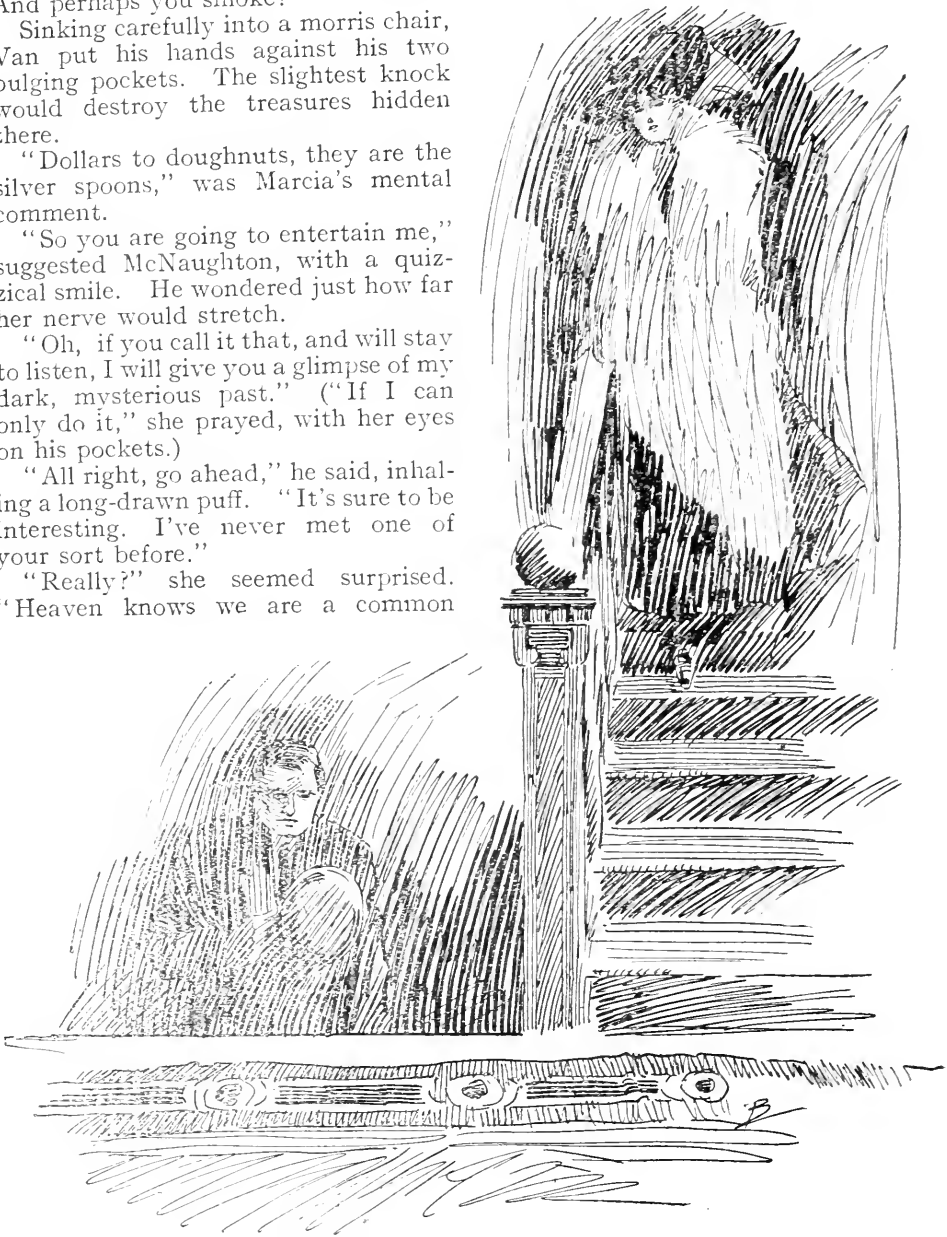 And perhaps you smoke?"
Sinking carefully into a morris chair,
Van put his hands against his two
bulging pockets. The slightest knock
would destroy the treasures hidden
there.
"Dollars to doughnuts, they are the
silver spoons," was Marcia's mental
comment.
"So you are going to entertain me,"
suggested McNaughton, with a quiz-
zical smile. He wondered just how far
her nerve would stretch.
"Oh, if you call it that, and will stay
to listen, I will give you a glimpse of my
dark, mysterious past." ("If I can
only do it," she prayed, with her eyes
on his pockets.)
"All right, go ahead," he said, inhal-
ing a long-drawn puff. "It's sure to be
interesting. I've never met one of
your sort before."
"Really?" she seemed surprised.
"Heaven knows we are a common
B